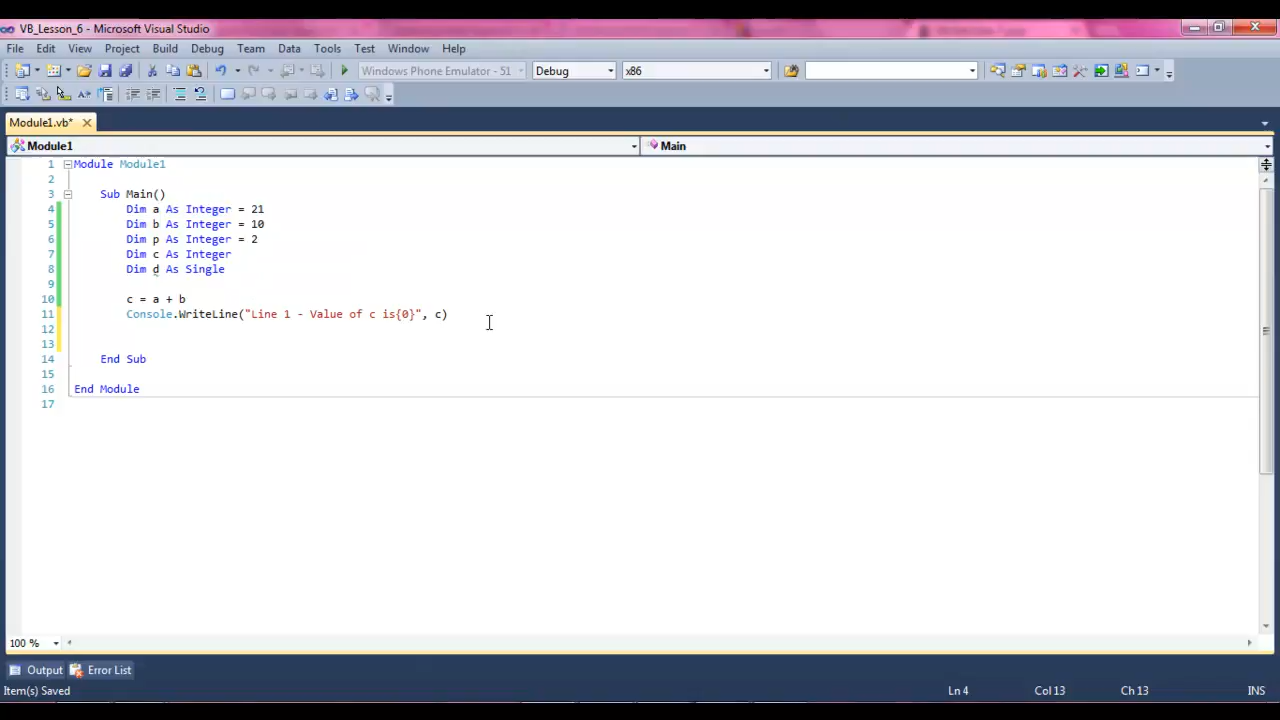 VB_Lesson_6 - Microsoft Visual Studio
File Edit View Project Build Debug Team Data Tools Test Window Help
Windows Phone Emulator - 51 Debug x86
Module1.vb*
Module1 Main
1 Module Module1
2
3 Sub Main()
4 Dim a As Integer = 21
5 Dim b As Integer = 10
6 Dim p As Integer = 2
7 Dim c As Integer
8 Dim d As Single
9
10 c = a + b
11 Console.WriteLine("Line 1 - Value of c is{0}", c)
12
13
14 End Sub
15
16 End Module
17
100 %
Output Error List
Item(s) Saved Ln 4 Col 13 Ch 13 INS